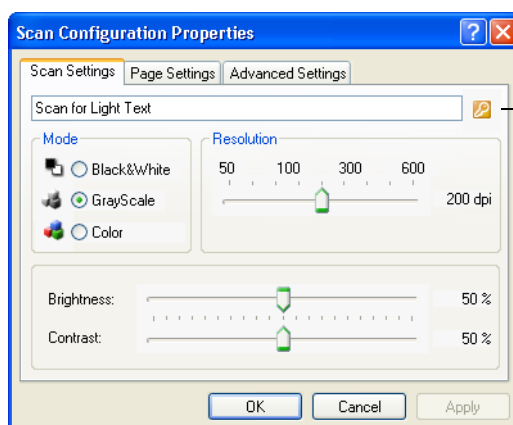 Scan Configuration Properties
Scan Settings Page Settings Advanced Settings
Scan for Light Text
Mode
Black&White
GrayScale
Color
Resolution
50 100 300 600
200 dpi
Brightness: 50 %
Contrast: 50 %
OK Cancel Apply